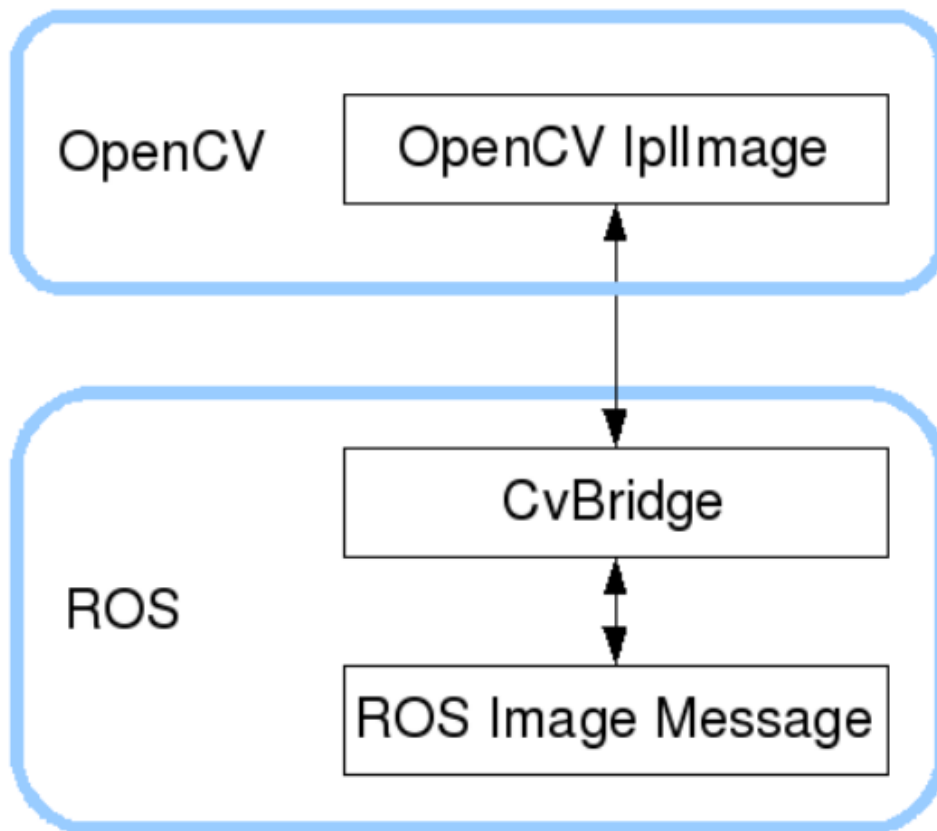 OpenCV
OpenCV IplImage
CvBridge
ROS
ROS Image Message